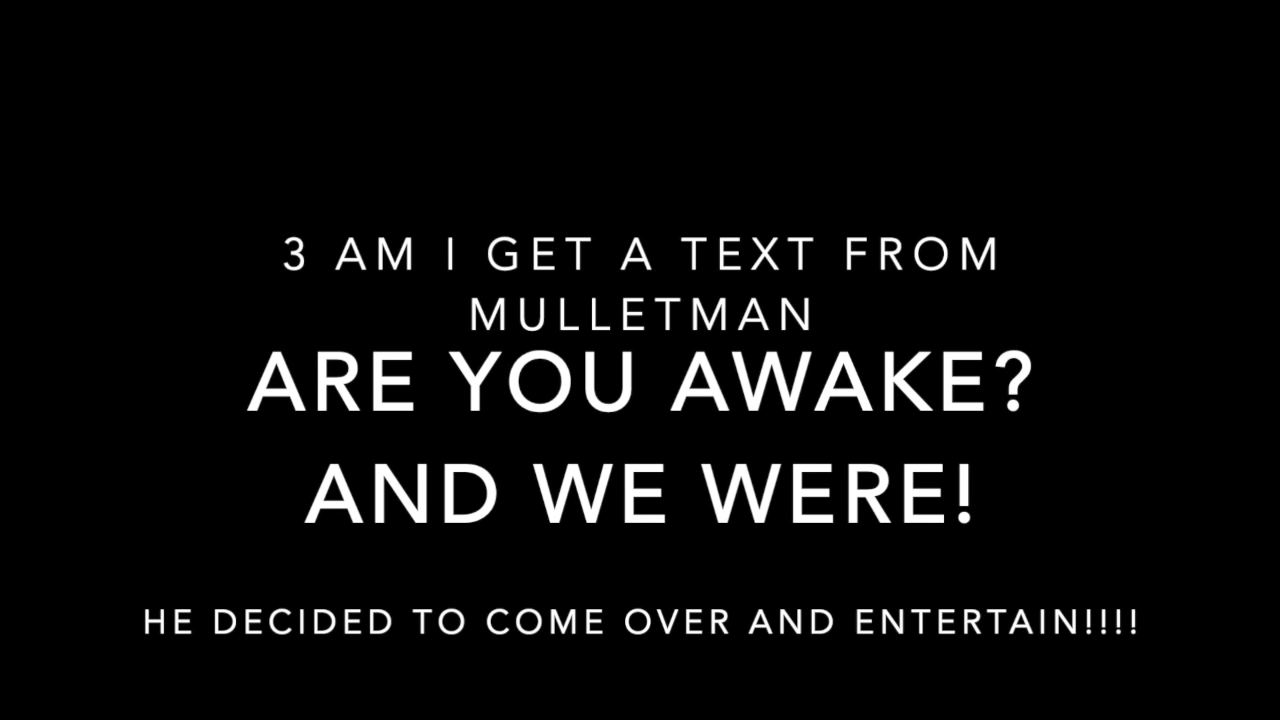 3 AM I GET A TEXT FROM
MULLETMAN
ARE YOU AWAKE?
AND WE WERE!
HE DECIDED TO COME OVER AND ENTERTAIN!!!!